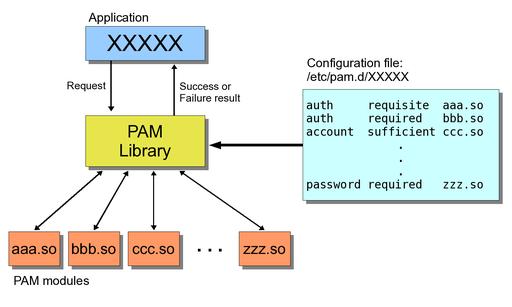 Application
XXXXX
Request
Success or
Failure result
PAM
Library
Configuration file:
/etc/pam.d/XXXXX
auth requisite aaa.so
auth required bbb.so
account sufficient ccc.so
.
.
.
password required zzz.so
aaa.so bbb.so ccc.so . . . zzz.so
PAM modules